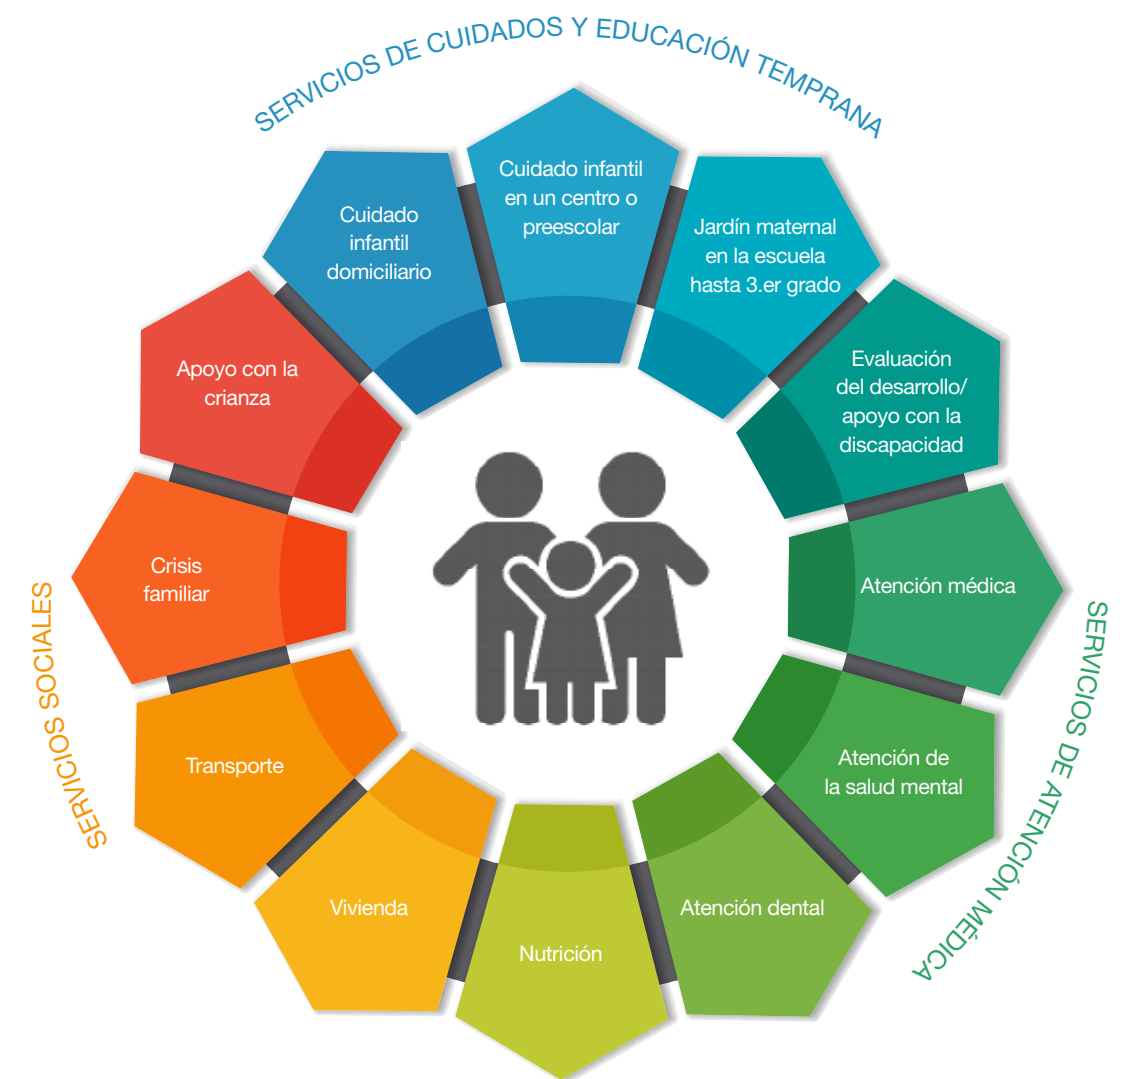 SERVICIOS DE CUIDADOS Y EDUCACIÓN TEMPRANA
Cuidado infantil
en un centro o
preescolar
Jardín maternal
en la escuela
hasta 3.er grado
Evaluación
del desarrollo/
apoyo con la
discapacidad
Atención médica
Atención de
la salud mental
Atención dental
Nutrición
Vivienda
Transporte
Crisis
familiar
Apoyo con la
crianza
Cuidado
infantil
domiciliario
SERVICIOS DE ATENCIÓN MÉDICA
SERVICIOS SOCIALES